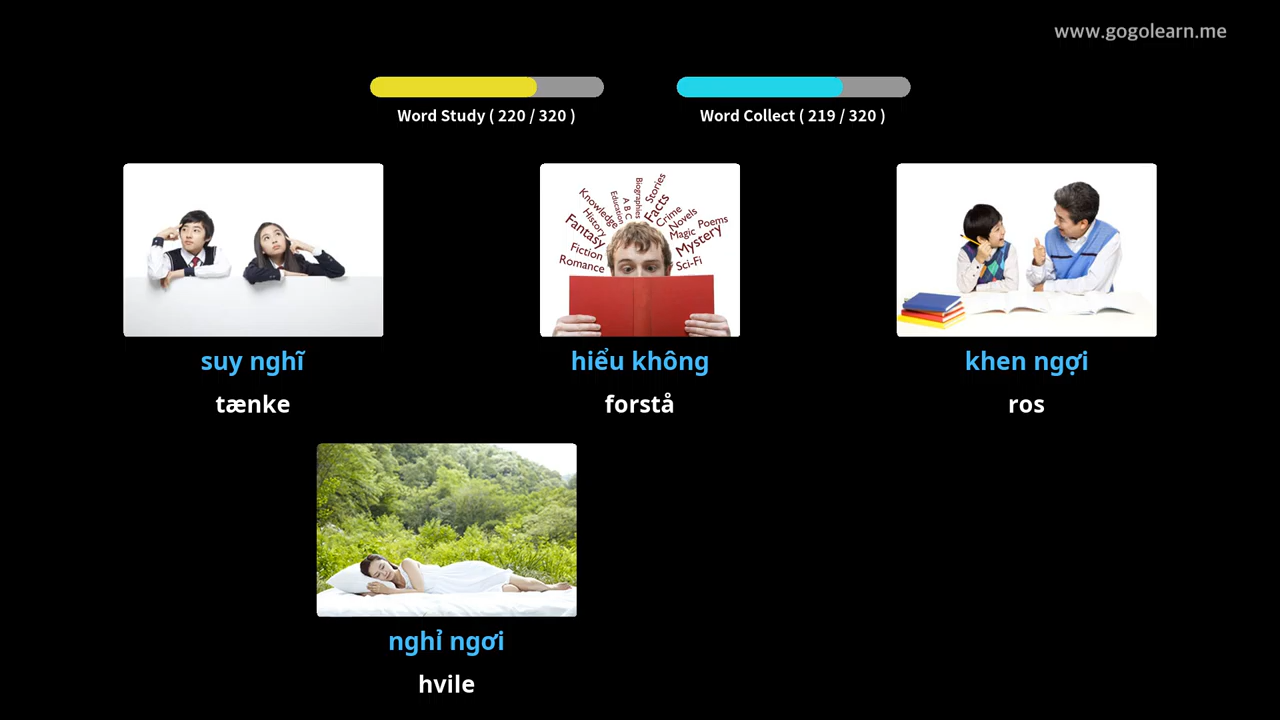 www.gogolearn.me
Word Study ( 220 / 320 )
Word Collect ( 219 / 320 )
Knowledge
History
Fantasy
Fiction
Romance
Education
A B C
Biographies
Stories
Facts
Crime
Novels
Magic
Poems
Mystery
Sci-Fi
suy nghĩ
hiểu không
khen ngợi
tænke
forstå
ros
nghỉ ngơi
hvile